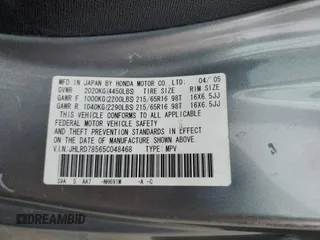 MFD. IN JAPAN BY HONDA MOTOR CO.,LTD. 04/05
GVWR 2020KG(4450LBS TIRE SIZE RIM SIZE
GAWR F 1000KG(2200LBS) 215/65R16 98T 16X6.5JJ
GAWR R 1040KG(2290LBS) 215/65R16 98T 16X6.5JJ
THIS VEHICLE CONFORMS TO ALL APPLICABLE
FEDERAL MOTOR VEHICLE SAFETY
STANDARDS IN EFFECT ON
THE DATE OF MANUFACTURE SHOWN ABOVE.
V.I.N: JHLRD78565C048468 TYPE: MPV
S9A S AA7 -NH691M -A -C
DREAMBID